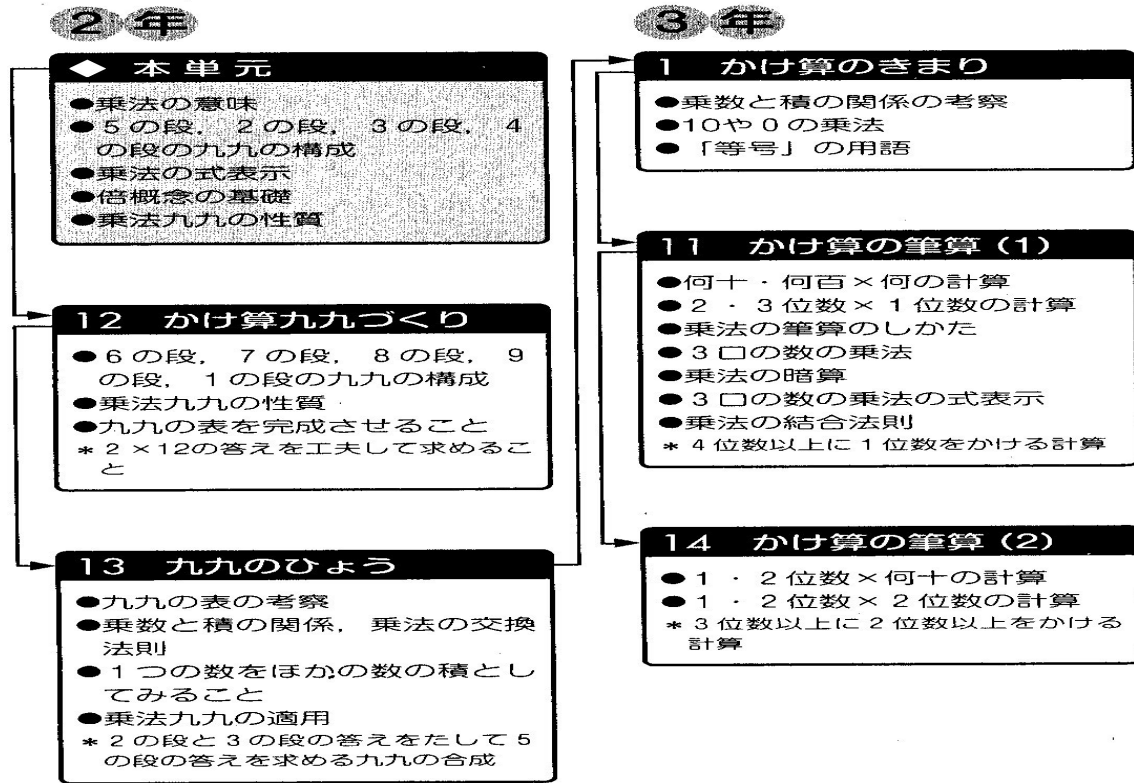 2年
◆ 本単元
●乗法の意味
●5の段，2の段，3の段，4
の段の九九の構成
●乗法の式表示
●倍概念の基礎
●乗法九九の性質
12 かけ算九九づくり
●6の段，7の段，8の段，9
の段，1の段の九九の構成
●乗法九九の性質
●九九の表を完成させること
＊2×12の答えを工夫して求めるこ
と
13 九九のひょう
●九九の表の考察
●乗数と積の関係，乗法の交換
法則
●1つの数をほかの数の積とし
てみること
●乗法九九の適用
＊2の段と3の段の答えをたして5
の段の答えを求める九九の合成
3年
1 かけ算のきまり
●乗数と積の関係の考察
●10や0の乗法
●「等号」の用語
11 かけ算の筆算(1)
●何十・何百×何の計算
●2・3位数×1位数の計算
●乗法の筆算のしかた
●3口の数の乗法
●乗法の暗算
●3口の数の乗法の式表示
●乗法の結合法則
＊4位数以上に1位数をかける計算
14 かけ算の筆算(2)
●1・2位数×何十の計算
●1・2位数×2位数の計算
＊3位数以上に2位数以上をかける
計算